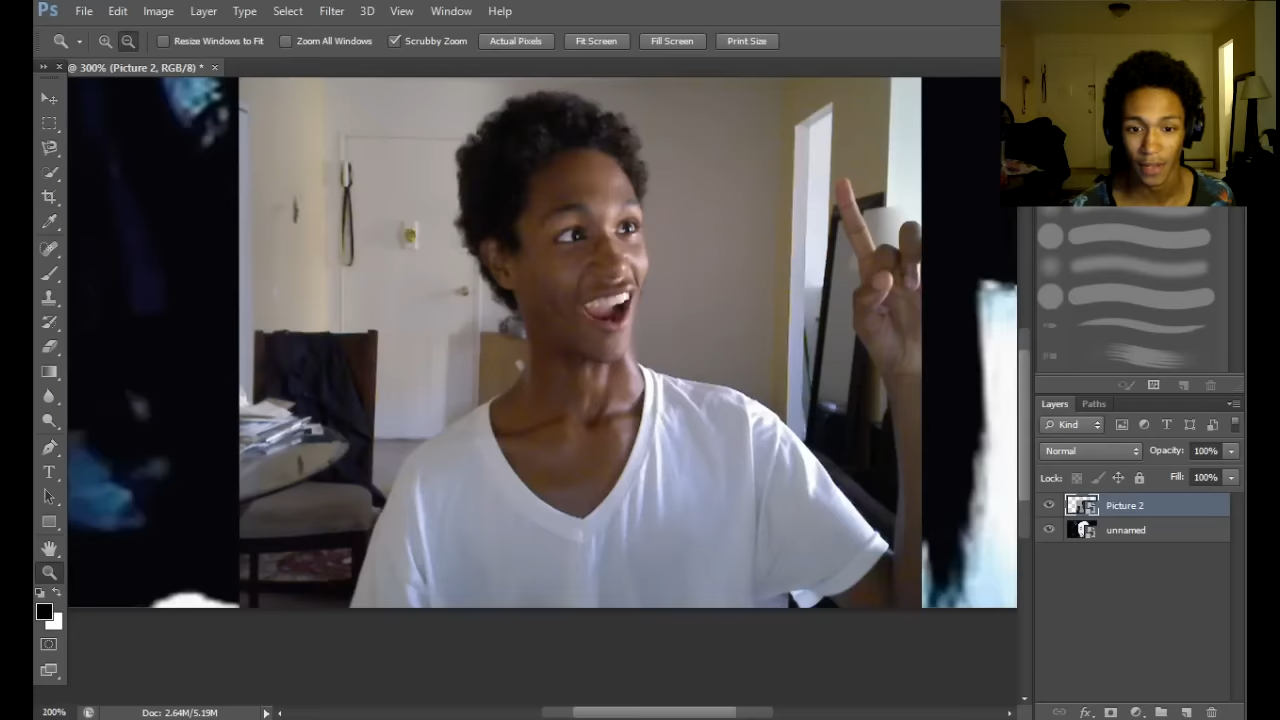 Ps File Edit Image Layer Type Select Filter 3D View Window Help
Resize Windows to Fit Zoom All Windows Scrubby Zoom Actual Pixels Fit Screen Fill Screen Print Size
@ 300% (Picture 2, RGB/8) * ×
Layers Paths
Kind
Normal Opacity: 100%
Lock: Fill: 100%
Picture 2
unnamed
100% Doc: 2.64M/5.19M
fx